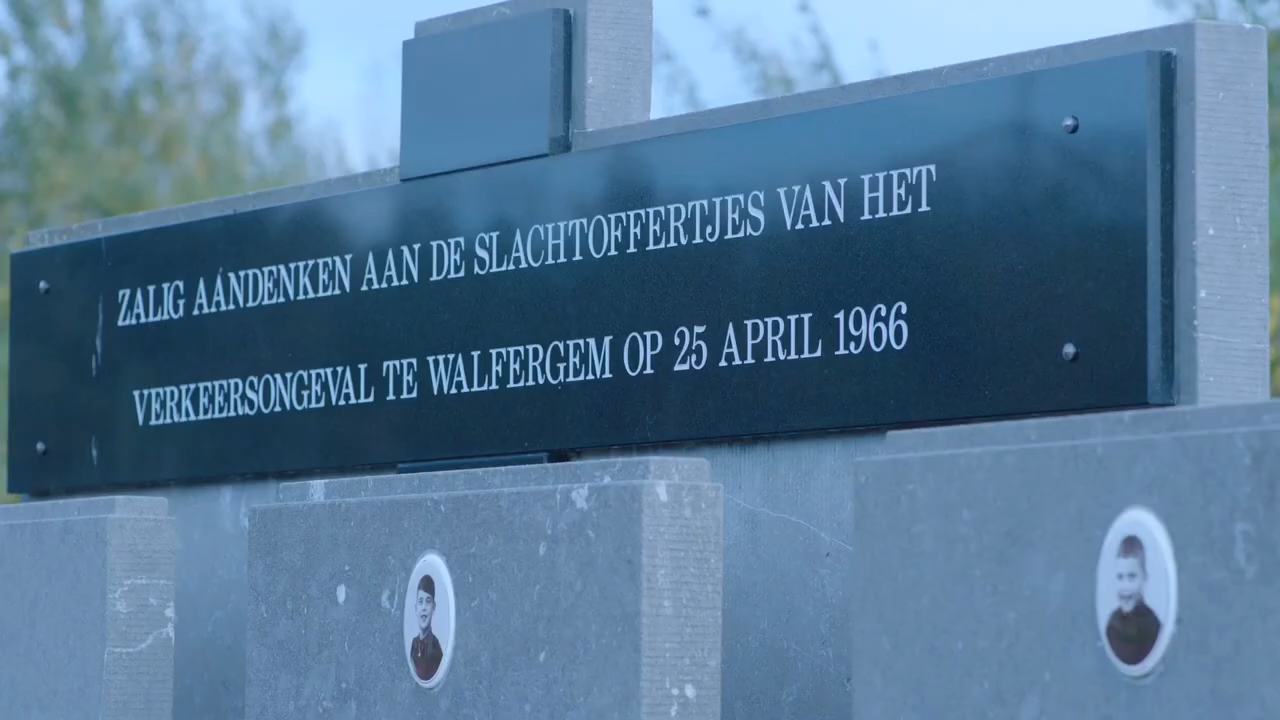 ZALIG AANDENKEN AAN DE SLACHTOFFERTJES VAN HET
VERKEERSONGEVAL TE WALFERGEM OP 25 APRIL 1966